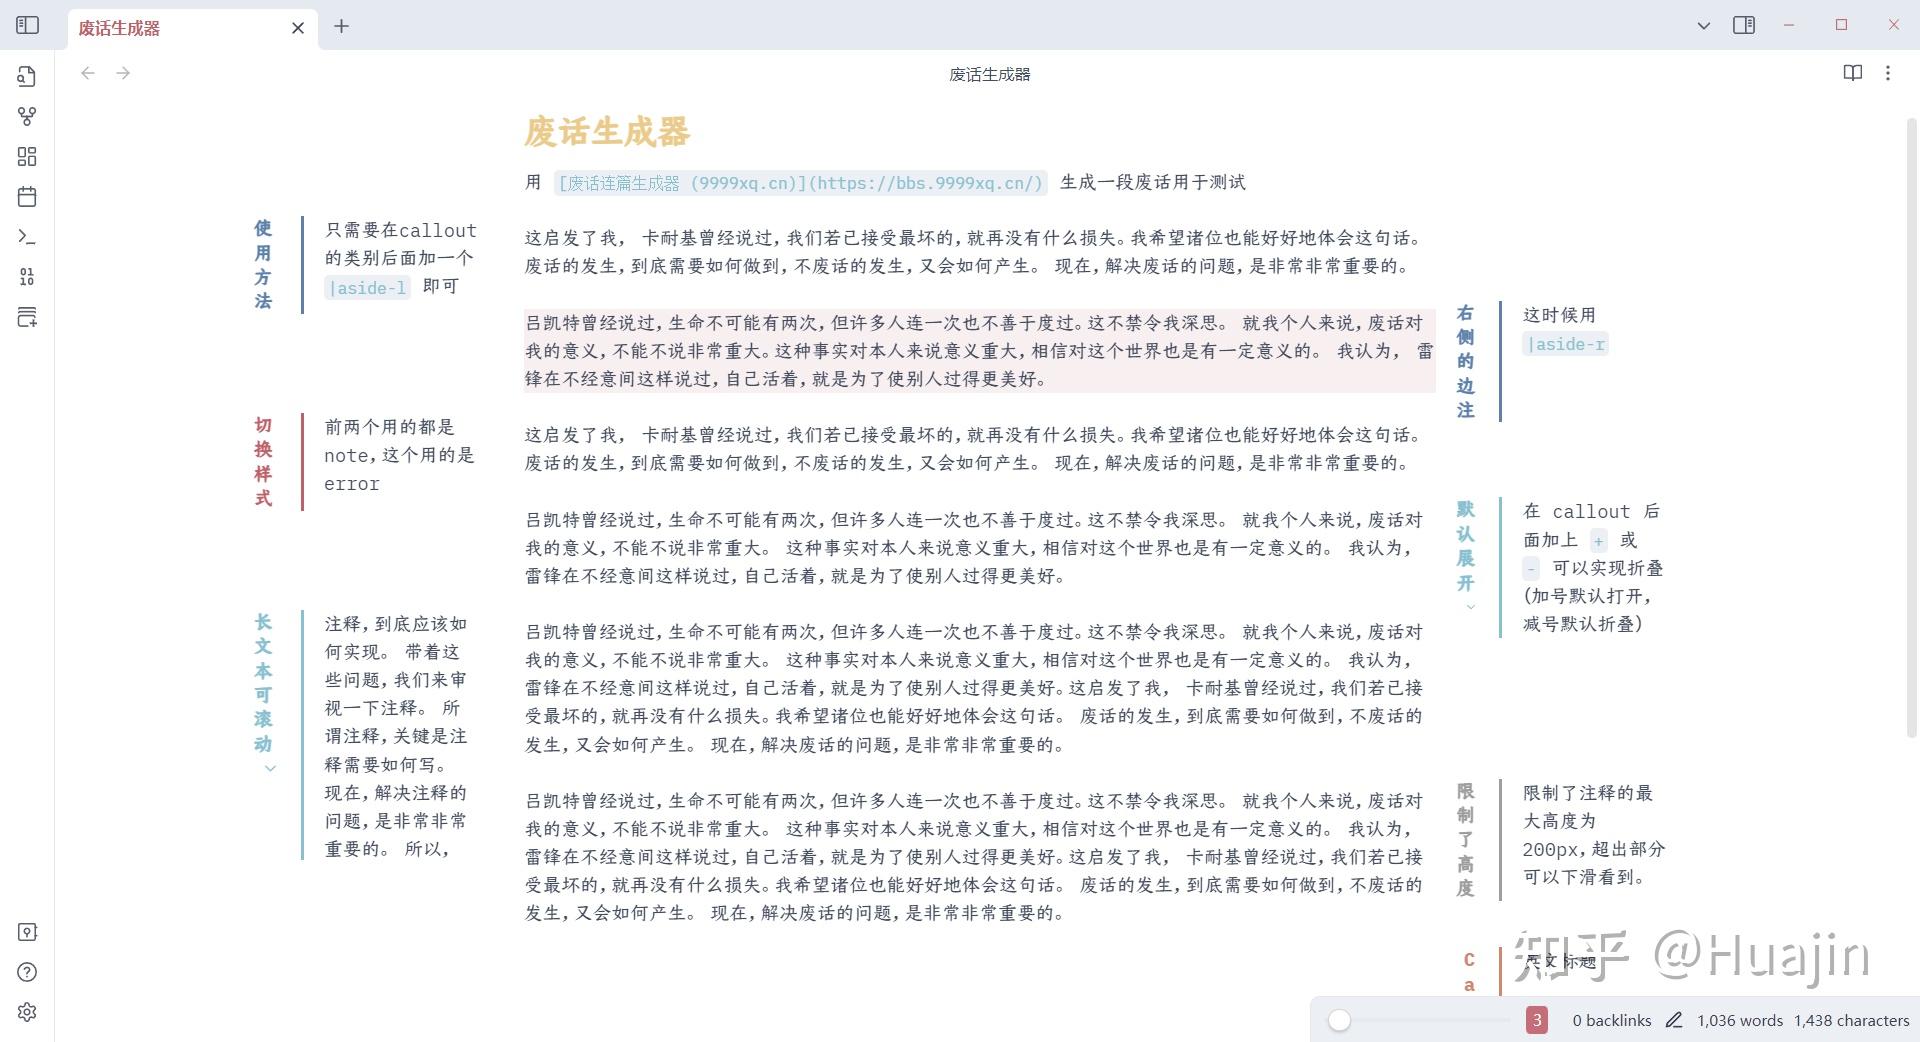 废话生成器
废话生成器
废话生成器
用 [废话连篇生成器 (9999xq.cn)](https://bbs.9999xq.cn/) 生成一段废话用于测试
使用方法
只需要在callout
的类别后面加一个
|aside-l 即可
这启发了我, 卡耐基曾经说过,我们若已接受最坏的,就再没有什么损失。我希望诸位也能好好地体会这句话。
废话的发生,到底需要如何做到,不废话的发生,又会如何产生。 现在,解决废话的问题,是非常非常重要的。
吕凯特曾经说过,生命不可能有两次,但许多人连一次也不善于度过。这不禁令我深思。 就我个人来说,废话对
我的意义,不能不说非常重大。这种事实对本人来说意义重大,相信对这个世界也是有一定意义的。 我认为, 雷
锋在不经意间这样说过,自己活着,就是为了使别人过得更美好。
右侧的边注
这时候用
|aside-r
切换样式
前两个用的都是
note,这个用的是
error
这启发了我, 卡耐基曾经说过,我们若已接受最坏的,就再没有什么损失。我希望诸位也能好好地体会这句话。
废话的发生,到底需要如何做到,不废话的发生,又会如何产生。 现在,解决废话的问题,是非常非常重要的。
吕凯特曾经说过,生命不可能有两次,但许多人连一次也不善于度过。这不禁令我深思。 就我个人来说,废话对
我的意义,不能不说非常重大。 这种事实对本人来说意义重大,相信对这个世界也是有一定意义的。 我认为,
雷锋在不经意间这样说过,自己活着,就是为了使别人过得更美好。
默认展开
在 callout 后
面加上 + 或
- 可以实现折叠
(加号默认打开,
减号默认折叠)
长文本可滚动
注释,到底应该如
何实现。 带着这
些问题,我们来审
视一下注释。 所
谓注释,关键是注
释需要如何写。
现在,解决注释的
问题,是非常非常
重要的。 所以,
吕凯特曾经说过,生命不可能有两次,但许多人连一次也不善于度过。这不禁令我深思。 就我个人来说,废话对
我的意义,不能不说非常重大。 这种事实对本人来说意义重大,相信对这个世界也是有一定意义的。 我认为,
雷锋在不经意间这样说过,自己活着,就是为了使别人过得更美好。这启发了我, 卡耐基曾经说过,我们若已接
受最坏的,就再没有什么损失。我希望诸位也能好好地体会这句话。 废话的发生,到底需要如何做到,不废话的
发生,又会如何产生。 现在,解决废话的问题,是非常非常重要的。
吕凯特曾经说过,生命不可能有两次,但许多人连一次也不善于度过。这不禁令我深思。 就我个人来说,废话对
我的意义,不能不说非常重大。 这种事实对本人来说意义重大,相信对这个世界也是有一定意义的。 我认为,
雷锋在不经意间这样说过,自己活着,就是为了使别人过得更美好。这启发了我, 卡耐基曾经说过,我们若已接
受最坏的,就再没有什么损失。我希望诸位也能好好地体会这句话。 废话的发生,到底需要如何做到,不废话的
发生,又会如何产生。 现在,解决废话的问题,是非常非常重要的。
限制了高度
限制了注释的最
大高度为
200px,超出部分
可以下滑看到。
Ca
英文标题
知乎 @Huajin
3 0 backlinks 1,036 words 1,438 characters